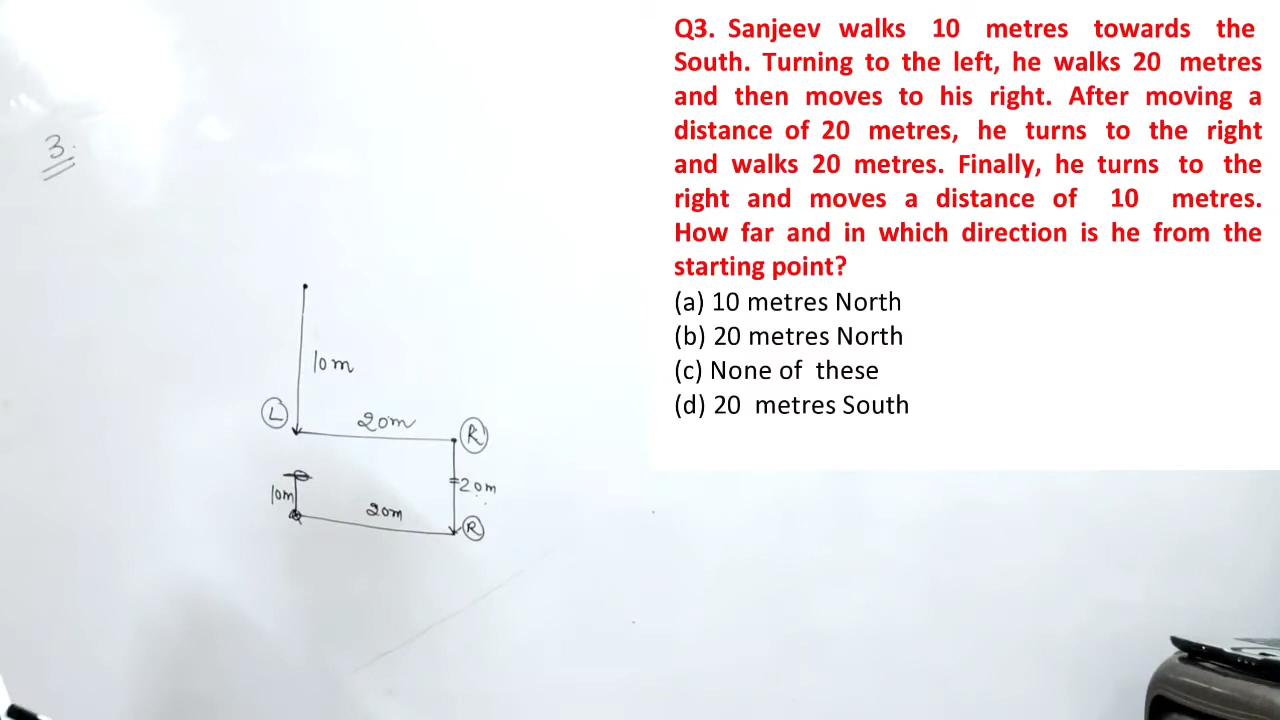 Q3. Sanjeev walks 10 metres towards the
South. Turning to the left, he walks 20 metres
and then moves to his right. After moving a
distance of 20 metres, he turns to the right
and walks 20 metres. Finally, he turns to the
right and moves a distance of 10 metres.
How far and in which direction is he from the
starting point?
(a) 10 metres North
(b) 20 metres North
(c) None of these
(d) 20 metres South
3.
10m
L
20m
R
20m
10m
20m
R